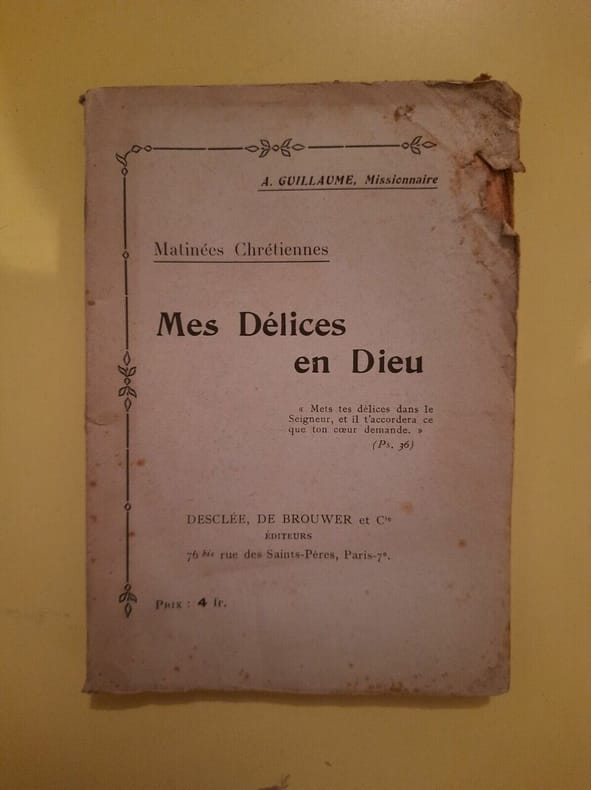 A. GUILLAUME, Missionnaire
Matinées Chrétiennes
Mes Délices
en Dieu
« Mets tes délices dans le
Seigneur, et il t'accordera ce
que ton cœur demande. »
(Ps. 36)
DESCLÉE, DE BROUWER et Cie
ÉDITEURS
76 bis rue des Saints-Pères, Paris-7e.
PRIX : 4 fr.